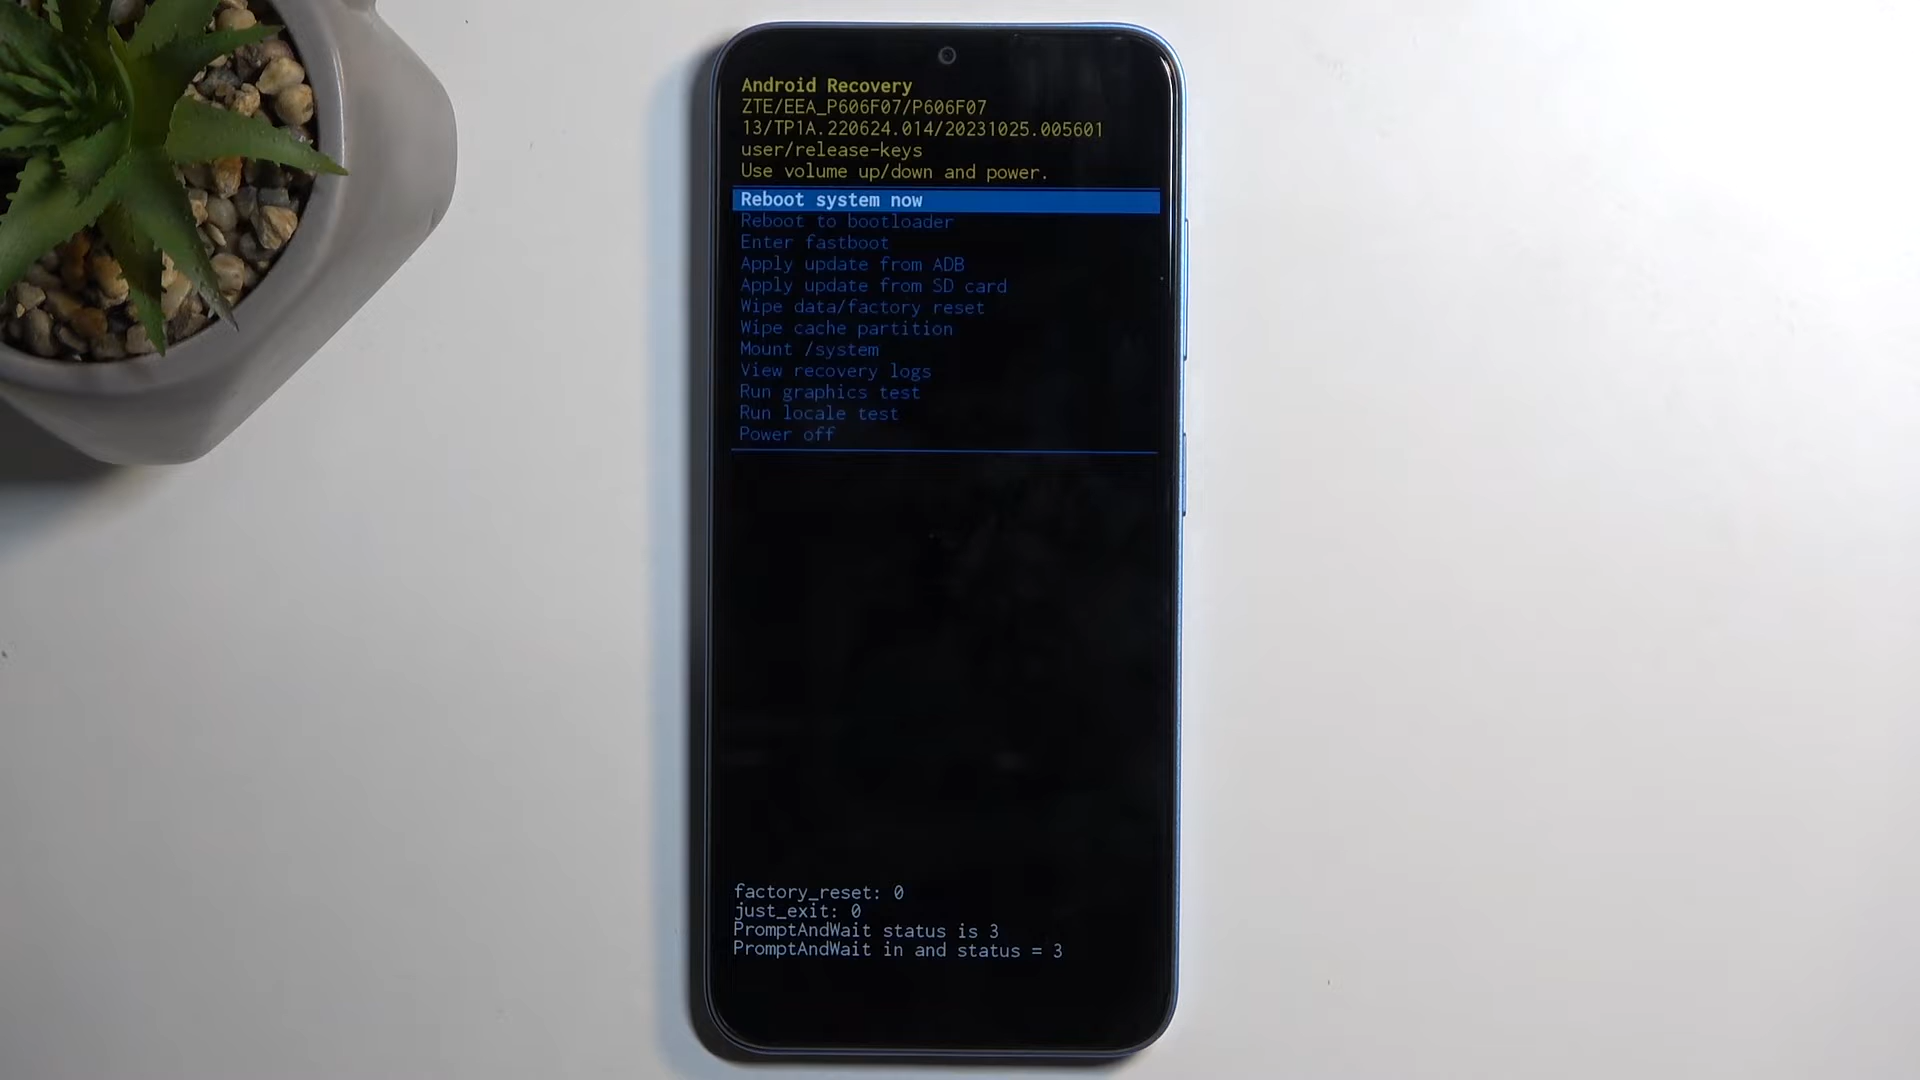 Android Recovery
ZTE/EEA_P606F07/P606F07
13/TP1A.220624.014/20231025.005601
user/release-keys
Use volume up/down and power.
Reboot system now
Reboot to bootloader
Enter fastboot
Apply update from ADB
Apply update from SD card
Wipe data/factory reset
Wipe cache partition
Mount /system
View recovery logs
Run graphics test
Run locale test
Power off
factory_reset: 0
just_exit: 0
PromptAndWait status is 3
PromptAndWait in and status = 3